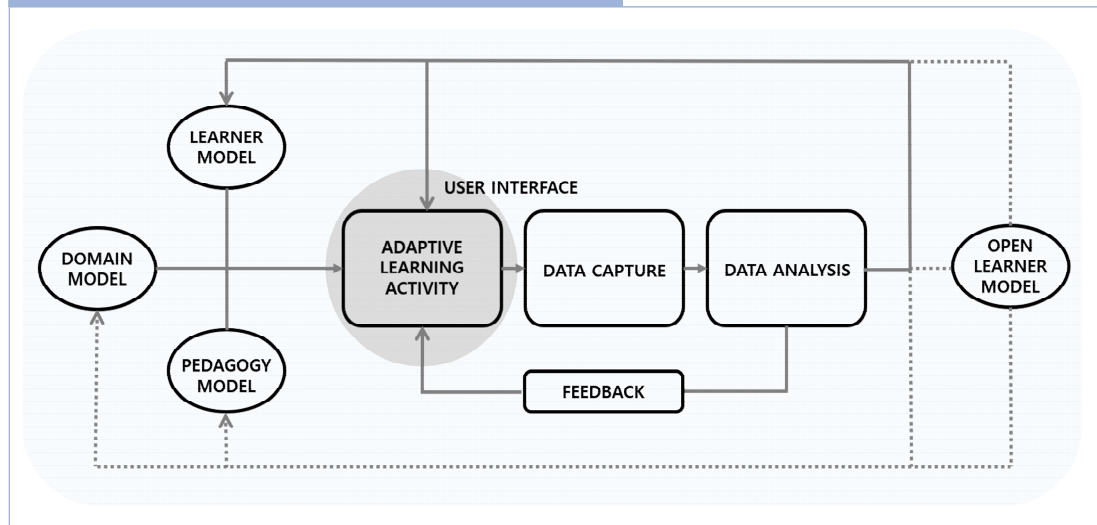 LEARNER
MODEL
USER INTERFACE
DOMAIN
MODEL
ADAPTIVE
LEARNING
ACTIVITY
DATA CAPTURE
DATA ANALYSIS
OPEN
LEARNER
MODEL
PEDAGOGY
MODEL
FEEDBACK